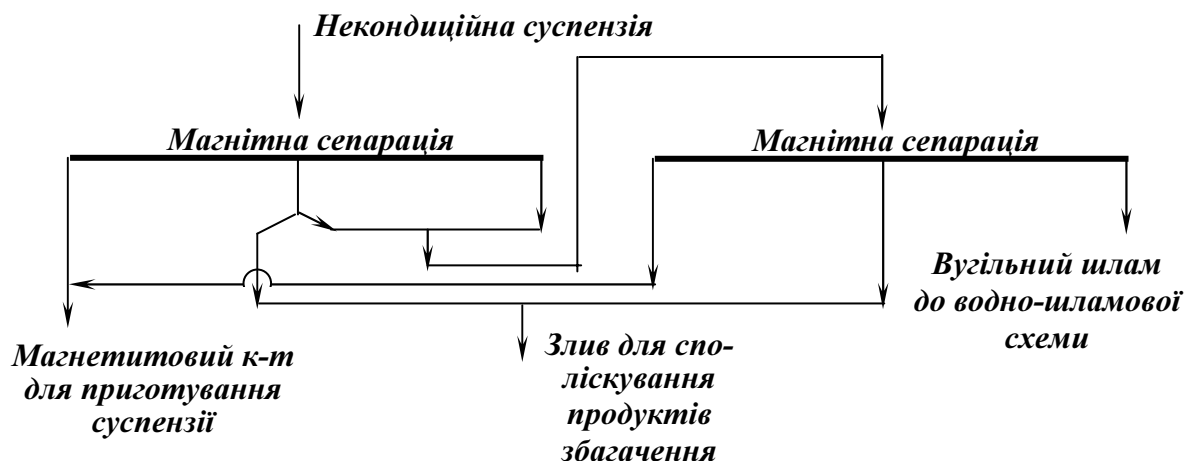 Некондиційна суспензія
Магнітна сепарація
Магнітна сепарація
Магнетитовий к-т
для приготування
суспензії
Злив для спо-
ліскування
продуктів
збагачення
Вугільний шлам
до водно-шламової
схеми